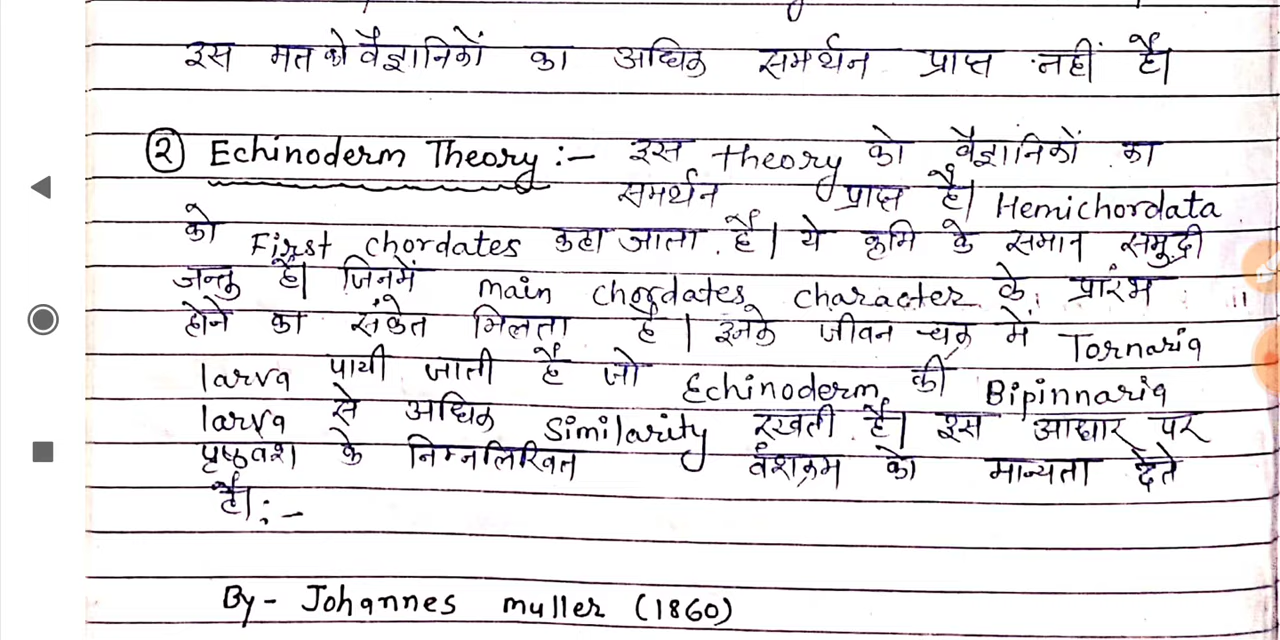 इस मत को वैज्ञानिकों का अधिक समर्थन प्राप्त नहीं है।
② Echinoderm Theory :- इस theory को वैज्ञानिकों का
समर्थन प्राप्त है। Hemichordata
को First chordates कहा जाता है। ये कृमि के समान समुद्री
जन्तु हैं। जिनमें main chordates character के प्रारंभ
होने का संकेत मिलता है। इनके जीवन चक्र में Tornaria
larva पायी जाती है जो Echinoderm की Bipinnaria
larva से अधिक Similarity रखती है। इस आधार पर
पृष्ठवश के निम्नलिखित वंशक्रम को मान्यता देते
हैं। :-
By - Johannes muller (1860)